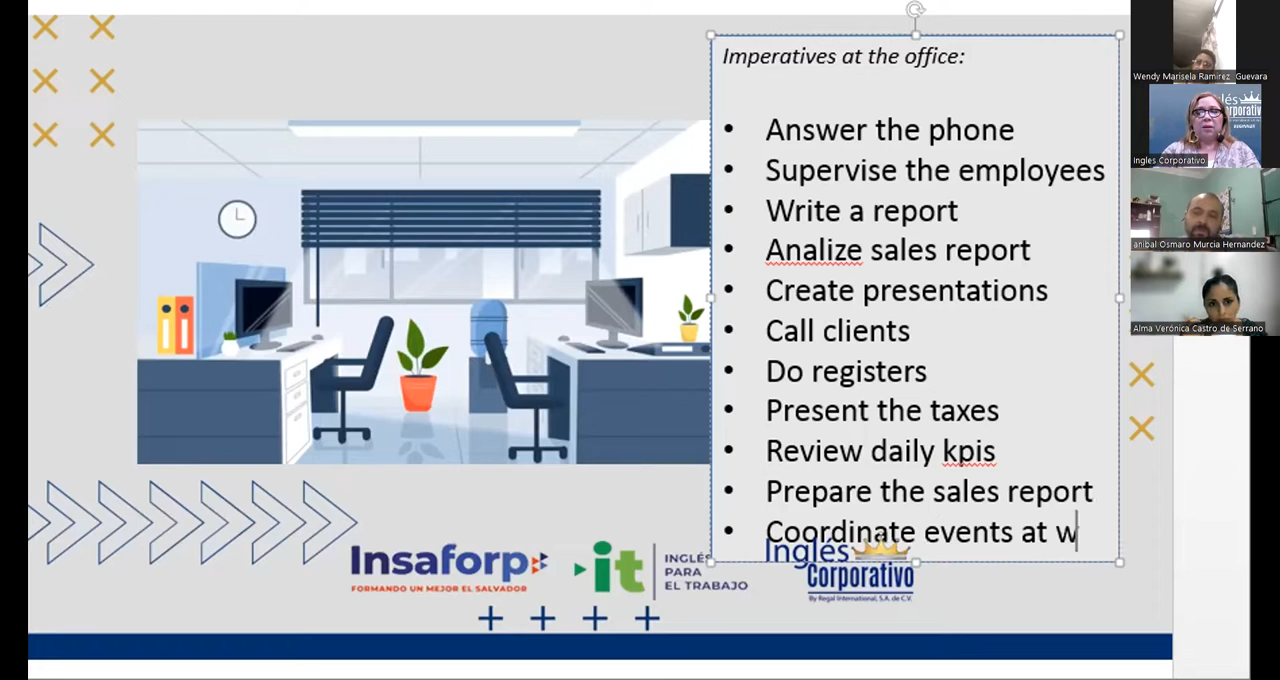 Imperatives at the office:
• Answer the phone
• Supervise the employees
• Write a report
• Analize sales report
• Create presentations
• Call clients
• Do registers
• Present the taxes
• Review daily kpis
• Prepare the sales report
• Coordinate events at w
Insaforp
FORMANDO UN MEJOR EL SALVADOR
it
INGLÉS
PARA
EL TRABAJO
Inglés
Corporativo
By Regal International, S.A. de C.V.
Wendy Marisela Ramírez Guevara
Ingles Corporativo
anibal Osmaro Murcia Hernandez
Alma Verónica Castro de Serrano